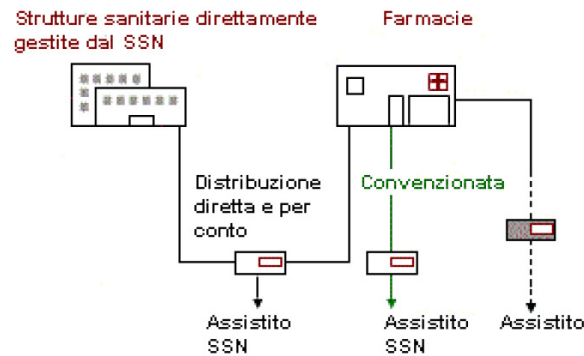 Strutture sanitarie direttamente
gestite dal SSN
Farmacie
Distribuzione
diretta e per
conto
Convenzionata
Assistito
SSN
Assistito
SSN
Assistito